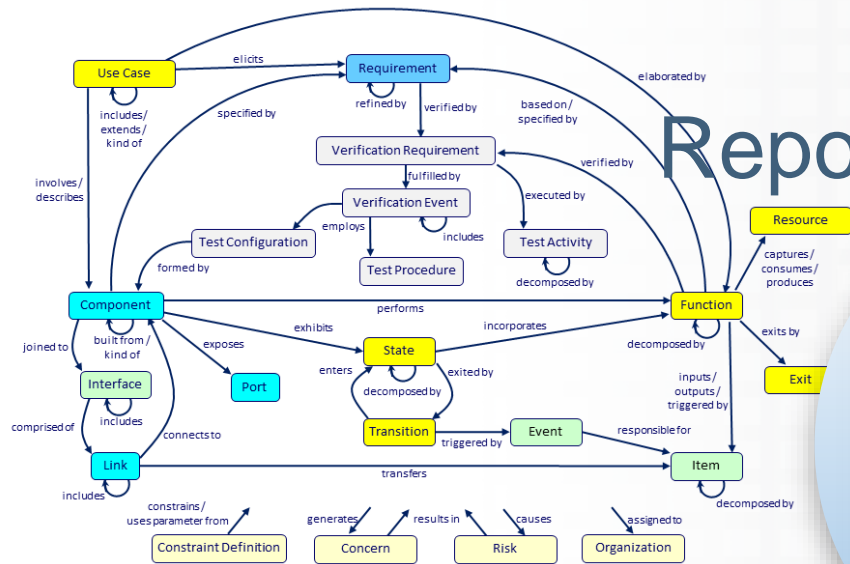 elicits
Use Case
Requirement
elaborated by
refined by
includes/
extends/
kind of
specified by
verified by
based on/
specified by
Repo
Verification Requirement
verified by
fulfilled by
involves/
describes
executed by
Verification Event
employs
Resource
Test Configuration
includes
Test Activity
captures/
consumes/
produces
formed by
Test Procedure
decomposed by
Component
performs
Function
exhibits
incorporates
joined to
built from/
kind of
exposes
State
decomposed by
exits by
enters
exited by
Interface
Port
decomposed by
inputs/
outputs/
triggered by
Exit
includes
comprised of
connects to
Transition
triggered by
Event
responsible for
Link
transfers
Item
includes
decomposed by
constrains/
uses parameter from
generates
results in
causes
assigned to
Constraint Definition
Concern
Risk
Organization